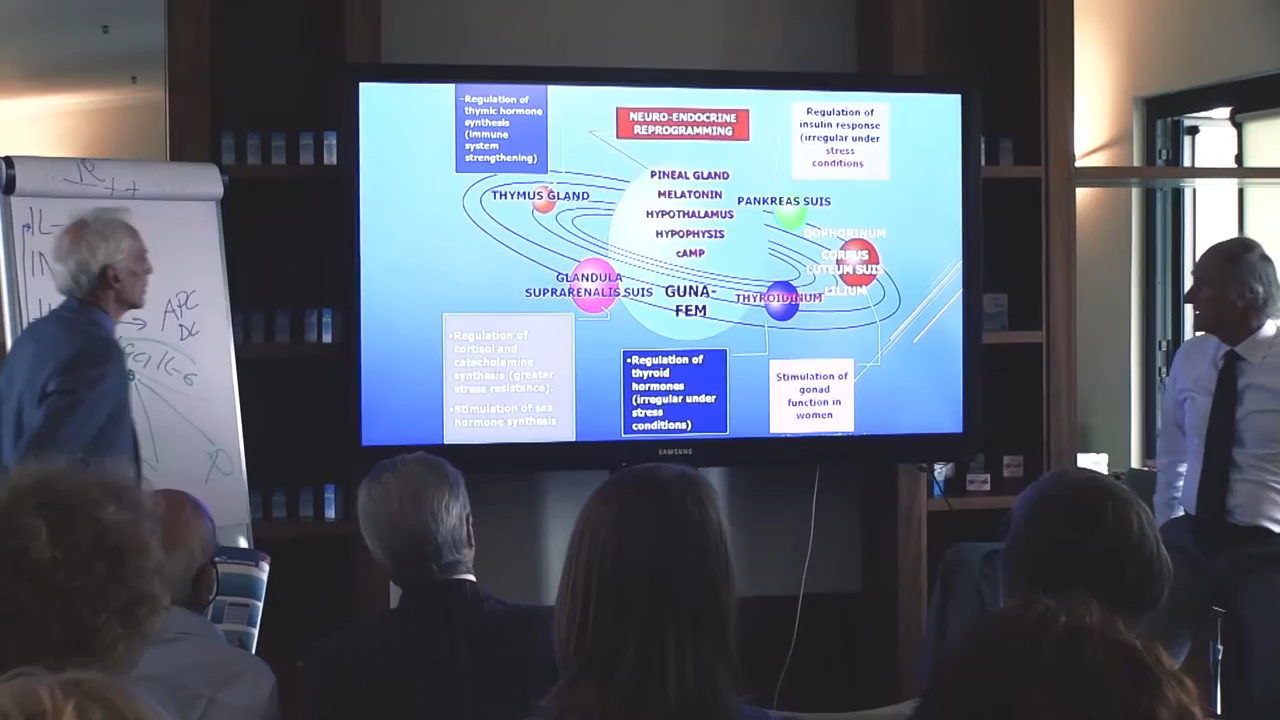 -Regulation of
thymic hormone
synthesis
(immune
system
strengthening)
NEURO-ENDOCRINE
REPROGRAMMING
Regulation of
insulin response
(irregular under
stress
conditions)
PINEAL GLAND
MELATONIN
HYPOTHALAMUS
HYPOPHYSIS
cAMP
GUNA-
FEM
THYMUS GLAND
PANKREAS SUIS
OOPHORINUM
CORPUS
LUTEUM SUIS
LILIUM
GLANDULA
SUPRARENALIS SUIS
THYROIDINUM
•Regulation of
cortisol and
catecholamine
synthesis (greater
stress resistance).
•Stimulation of sex
hormone synthesis
•Regulation of
thyroid
hormones
(irregular under
stress
conditions)
Stimulation of
gonad
function in
women
SAMSUNG
IL-
IN
APC
DC